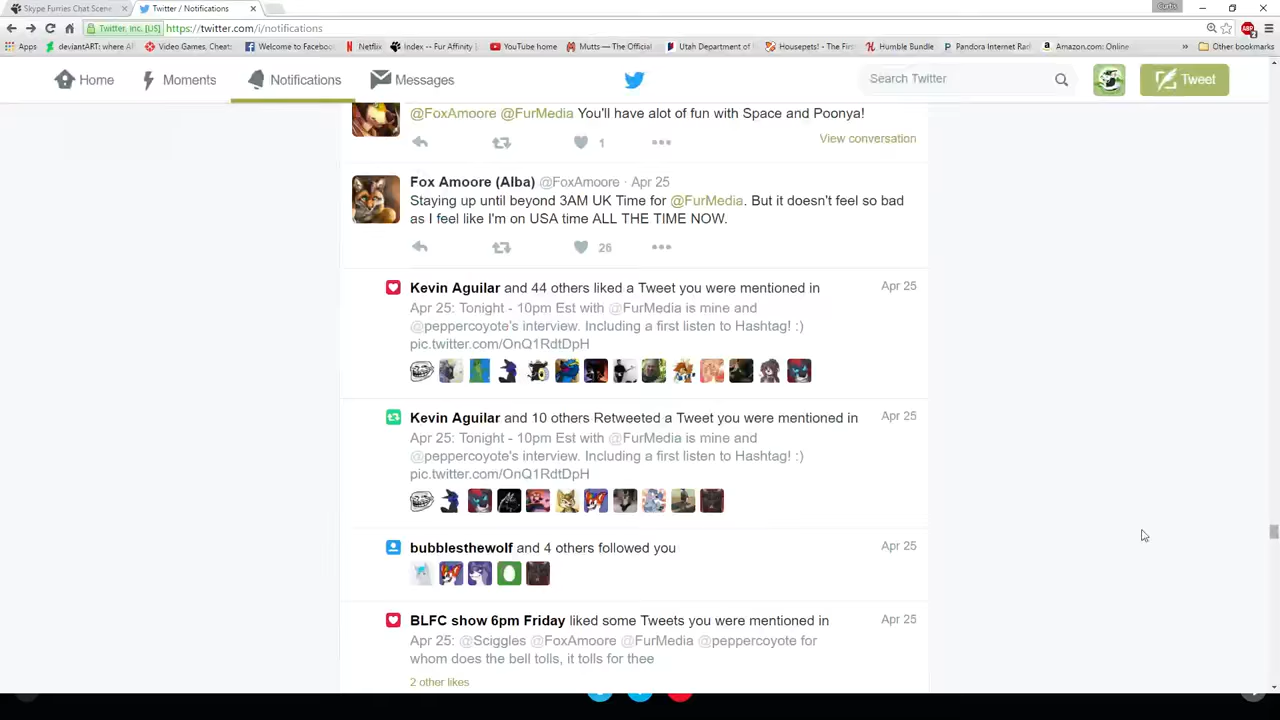 Skype Furries Chat Scene
Twitter / Notifications
Curtis
Twitter, Inc. [US]
https://twitter.com/i/notifications
Apps
deviantART: where A
Video Games, Cheat
Welcome to Facebo
Netflix
Index -- Fur Affinity
YouTube home
Mutts — The Official
Utah Department of
Housepets! - The Fir
Humble Bundle
Pandora Internet Rad
Amazon.com: Online
Other bookmarks
Home
Moments
Notifications
Messages
Search Twitter
Tweet
@FoxAmoore @FurMedia You'll have alot of fun with Space and Poonya!
1
View conversation
Fox Amoore (Alba) @FoxAmoore · Apr 25
Staying up until beyond 3AM UK Time for @FurMedia. But it doesn't feel so bad
as I feel like I'm on USA time ALL THE TIME NOW.
26
Kevin Aguilar and 44 others liked a Tweet you were mentioned in
Apr 25
Apr 25: Tonight - 10pm Est with @FurMedia is mine and
@peppercoyote's interview. Including a first listen to Hashtag! :)
pic.twitter.com/OnQ1RdtDpH
Kevin Aguilar and 10 others Retweeted a Tweet you were mentioned in
Apr 25
Apr 25: Tonight - 10pm Est with @FurMedia is mine and
@peppercoyote's interview. Including a first listen to Hashtag! :)
pic.twitter.com/OnQ1RdtDpH
bubblesthewolf and 4 others followed you
Apr 25
BLFC show 6pm Friday liked some Tweets you were mentioned in
Apr 25
Apr 25: @Sciggles @FoxAmoore @FurMedia @peppercoyote for
whom does the bell tolls, it tolls for thee
2 other likes